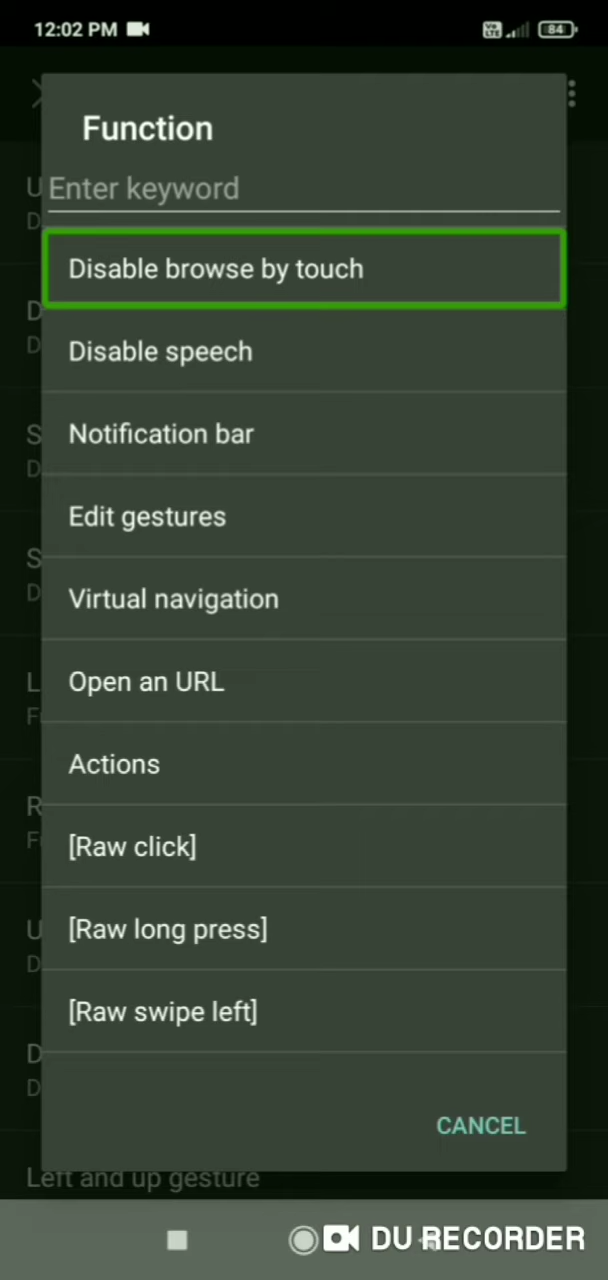 12:02 PM
84
Function
Enter keyword
Disable browse by touch
Disable speech
Notification bar
Edit gestures
Virtual navigation
Open an URL
Actions
[Raw click]
[Raw long press]
[Raw swipe left]
CANCEL
Left and up gesture
DU RECORDER